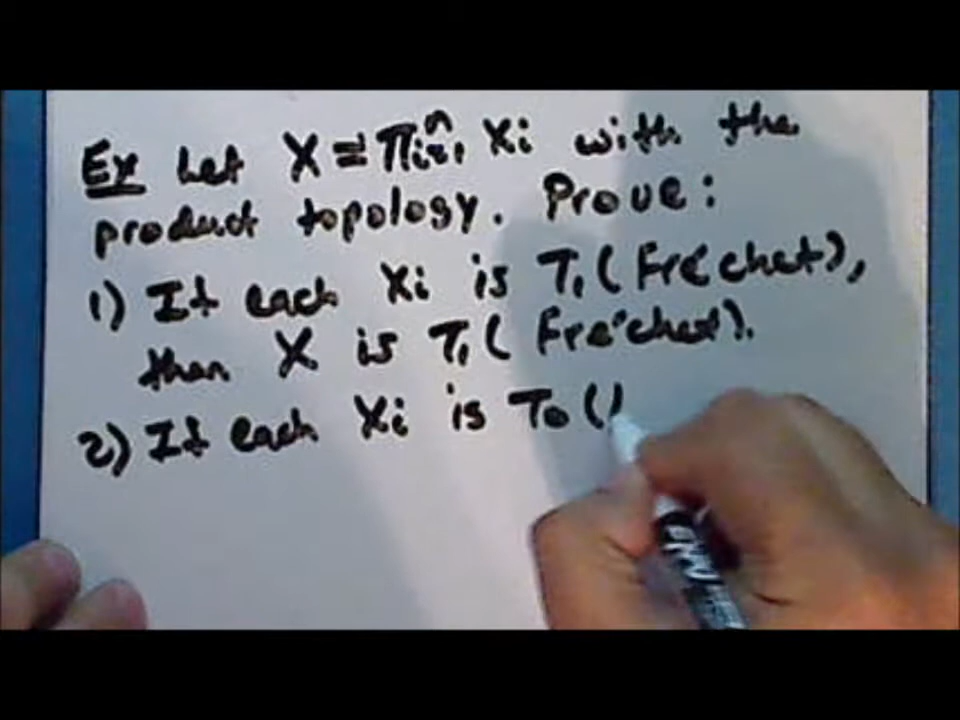 Ex Let X = πⁿi=1 Xi with the
product topology. Prove:
1) If each Xi is T1 (Fréchet),
then X is T1 (Fréchet).
2) If each Xi is T0 (